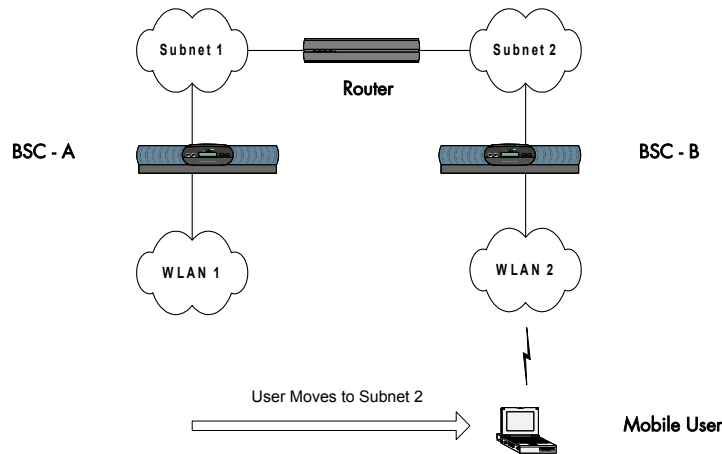 Subnet 1
Subnet 2
Router
BSC - A
BSC - B
WLAN 1
WLAN 2
User Moves to Subnet 2
Mobile User